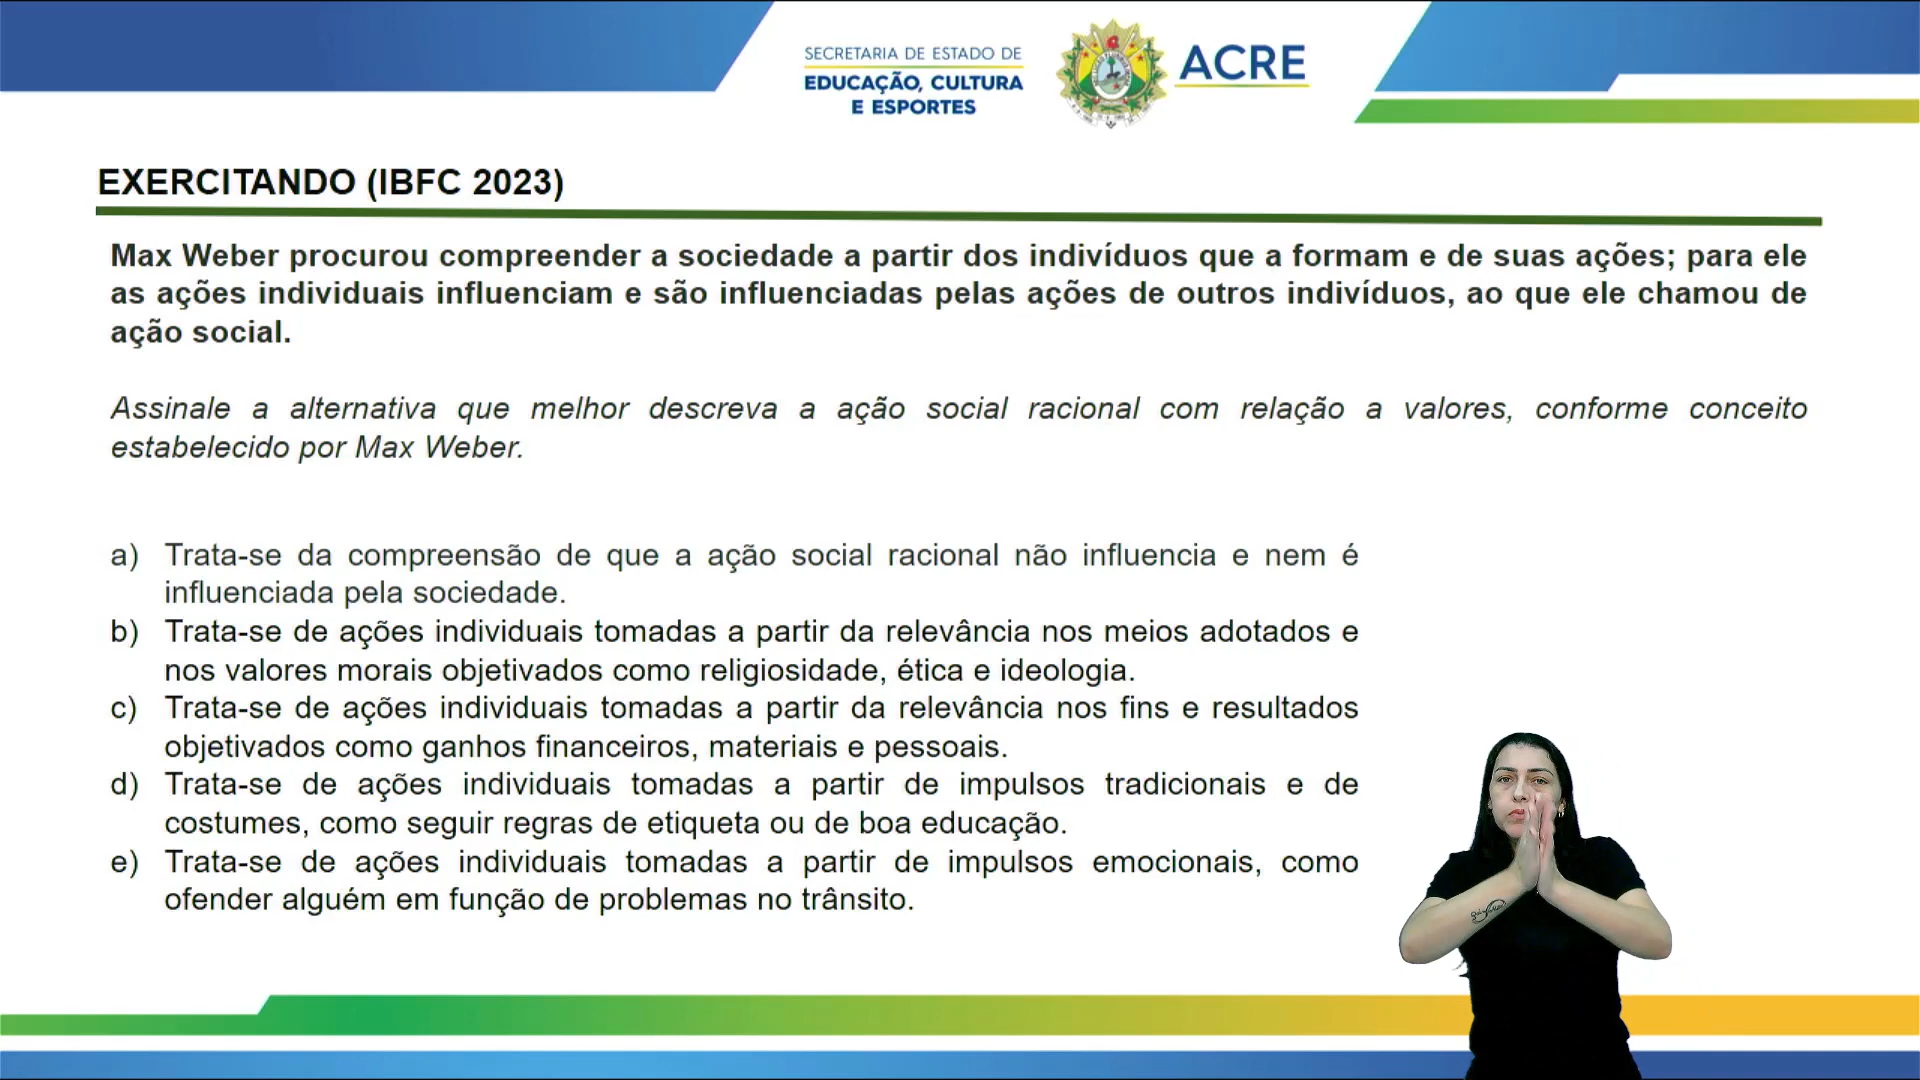 SECRETARIA DE ESTADO DE
EDUCAÇÃO, CULTURA
E ESPORTES
ACRE
EXERCITANDO (IBFC 2023)
Max Weber procurou compreender a sociedade a partir dos indivíduos que a formam e de suas ações; para ele
as ações individuais influenciam e são influenciadas pelas ações de outros indivíduos, ao que ele chamou de
ação social.
Assinale a alternativa que melhor descreva a ação social racional com relação a valores, conforme conceito
estabelecido por Max Weber.
a) Trata-se da compreensão de que a ação social racional não influencia e nem é
influenciada pela sociedade.
b) Trata-se de ações individuais tomadas a partir da relevância nos meios adotados e
nos valores morais objetivados como religiosidade, ética e ideologia.
c) Trata-se de ações individuais tomadas a partir da relevância nos fins e resultados
objetivados como ganhos financeiros, materiais e pessoais.
d) Trata-se de ações individuais tomadas a partir de impulsos tradicionais e de
costumes, como seguir regras de etiqueta ou de boa educação.
e) Trata-se de ações individuais tomadas a partir de impulsos emocionais, como
ofender alguém em função de problemas no trânsito.